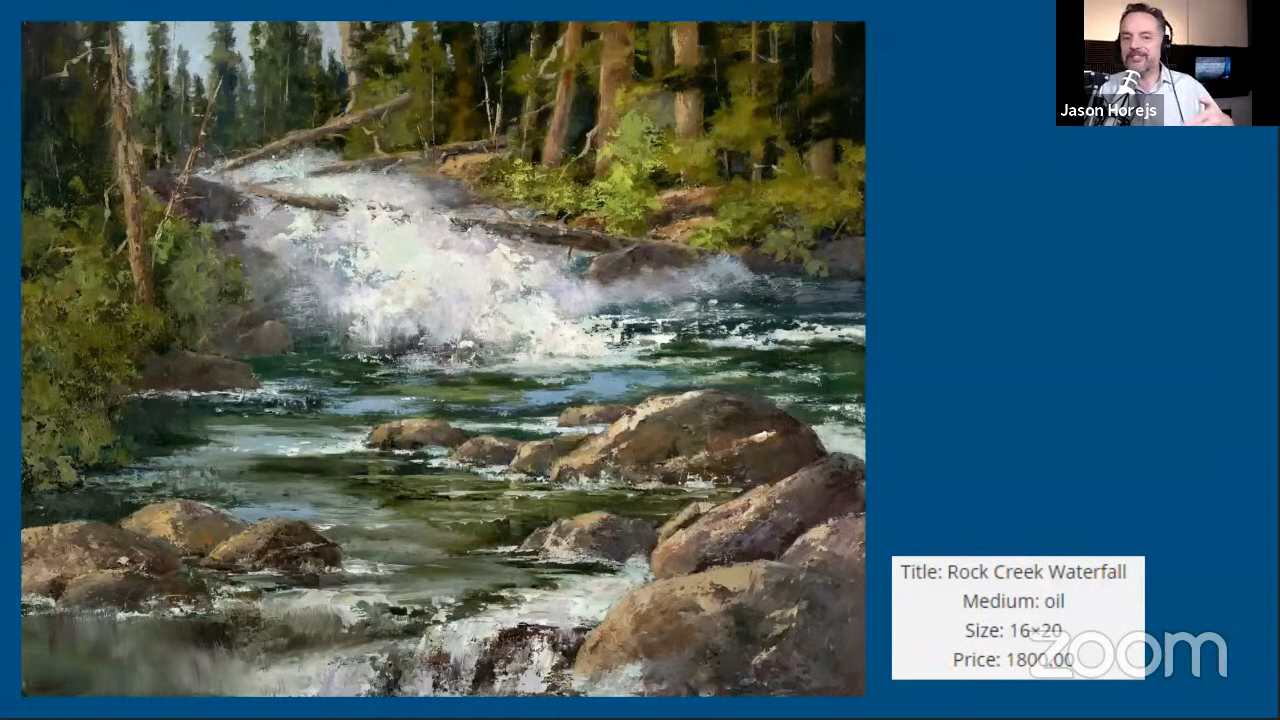 Jason Horejs
Title: Rock Creek Waterfall
Medium: oil
Size: 16×20
Price: 1800.00
zoom